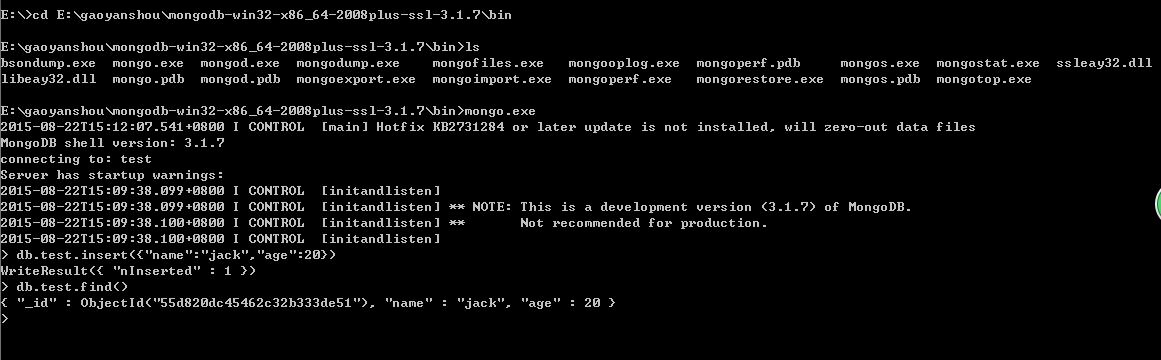 E:\>cd E:\gaoyanshou\mongodb-win32-x86_64-2008plus-ssl-3.1.7\bin
E:\gaoyanshou\mongodb-win32-x86_64-2008plus-ssl-3.1.7\bin>ls
bsondump.exe mongo.exe mongod.exe mongodump.exe mongofiles.exe mongooplog.exe mongoperf.pdb mongos.exe mongostat.exe ssleay32.dll
libeay32.dll mongo.pdb mongod.pdb mongoexport.exe mongoimport.exe mongoperf.exe mongorestore.exe mongos.pdb mongotop.exe
E:\gaoyanshou\mongodb-win32-x86_64-2008plus-ssl-3.1.7\bin>mongo.exe
2015-08-22T15:12:07.541+0800 I CONTROL [main] Hotfix KB2731284 or later update is not installed, will zero-out data files
MongoDB shell version: 3.1.7
connecting to: test
Server has startup warnings:
2015-08-22T15:09:38.099+0800 I CONTROL [initandlisten]
2015-08-22T15:09:38.099+0800 I CONTROL [initandlisten] ** NOTE: This is a development version (3.1.7) of MongoDB.
2015-08-22T15:09:38.100+0800 I CONTROL [initandlisten] ** Not recommended for production.
2015-08-22T15:09:38.100+0800 I CONTROL [initandlisten]
> db.test.insert({"name":"jack","age":20})
WriteResult({ "nInserted" : 1 })
> db.test.find()
{ "_id" : ObjectId("55d820dc45462c32b333de51"), "name" : "jack", "age" : 20 }
>